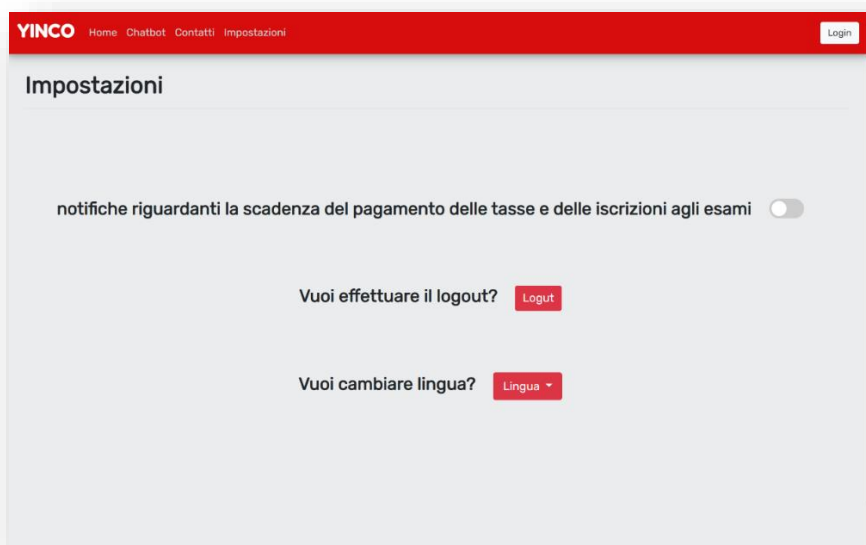 YINCO Home Chatbot Contatti Impostazioni Login
Impostazioni
notifiche riguardanti la scadenza del pagamento delle tasse e delle iscrizioni agli esami
Vuoi effettuare il logout? Logut
Vuoi cambiare lingua? Lingua